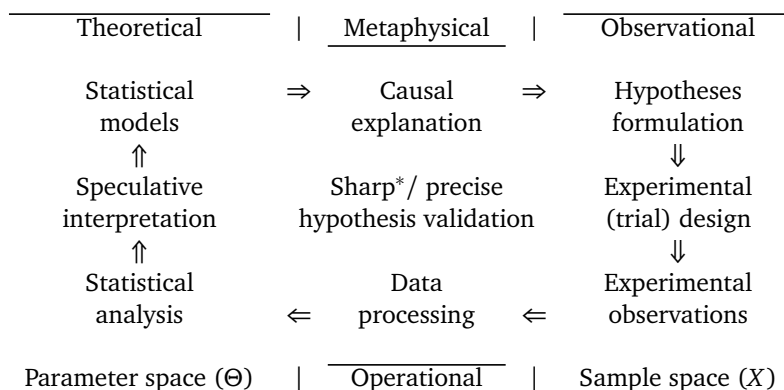 Theoretical | Metaphysical | Observational
Statistical ⇒ Causal ⇒ Hypotheses
models explanation formulation
⇑ ⇓
Speculative Sharp*/ precise Experimental
interpretation hypothesis validation (trial) design
⇑ ⇓
Statistical Data Experimental
analysis ⇐ processing ⇐ observations
Parameter space (Θ) | Operational | Sample space (X)